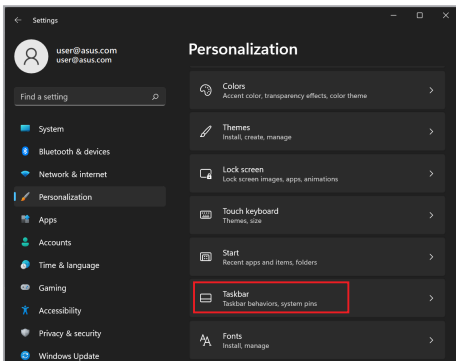 Settings
user@asus.com
user@asus.com
Find a setting
System
Bluetooth & devices
Network & internet
Personalization
Apps
Accounts
Time & language
Gaming
Accessibility
Privacy & security
Windows Update
Personalization
Colors
Accent color, transparency effects, color theme
Themes
Install, create, manage
Lock screen
Lock screen images, apps, animations
Touch keyboard
Themes, size
Start
Recent apps and items, folders
Taskbar
Taskbar behaviors, system pins
Fonts
Install, manage